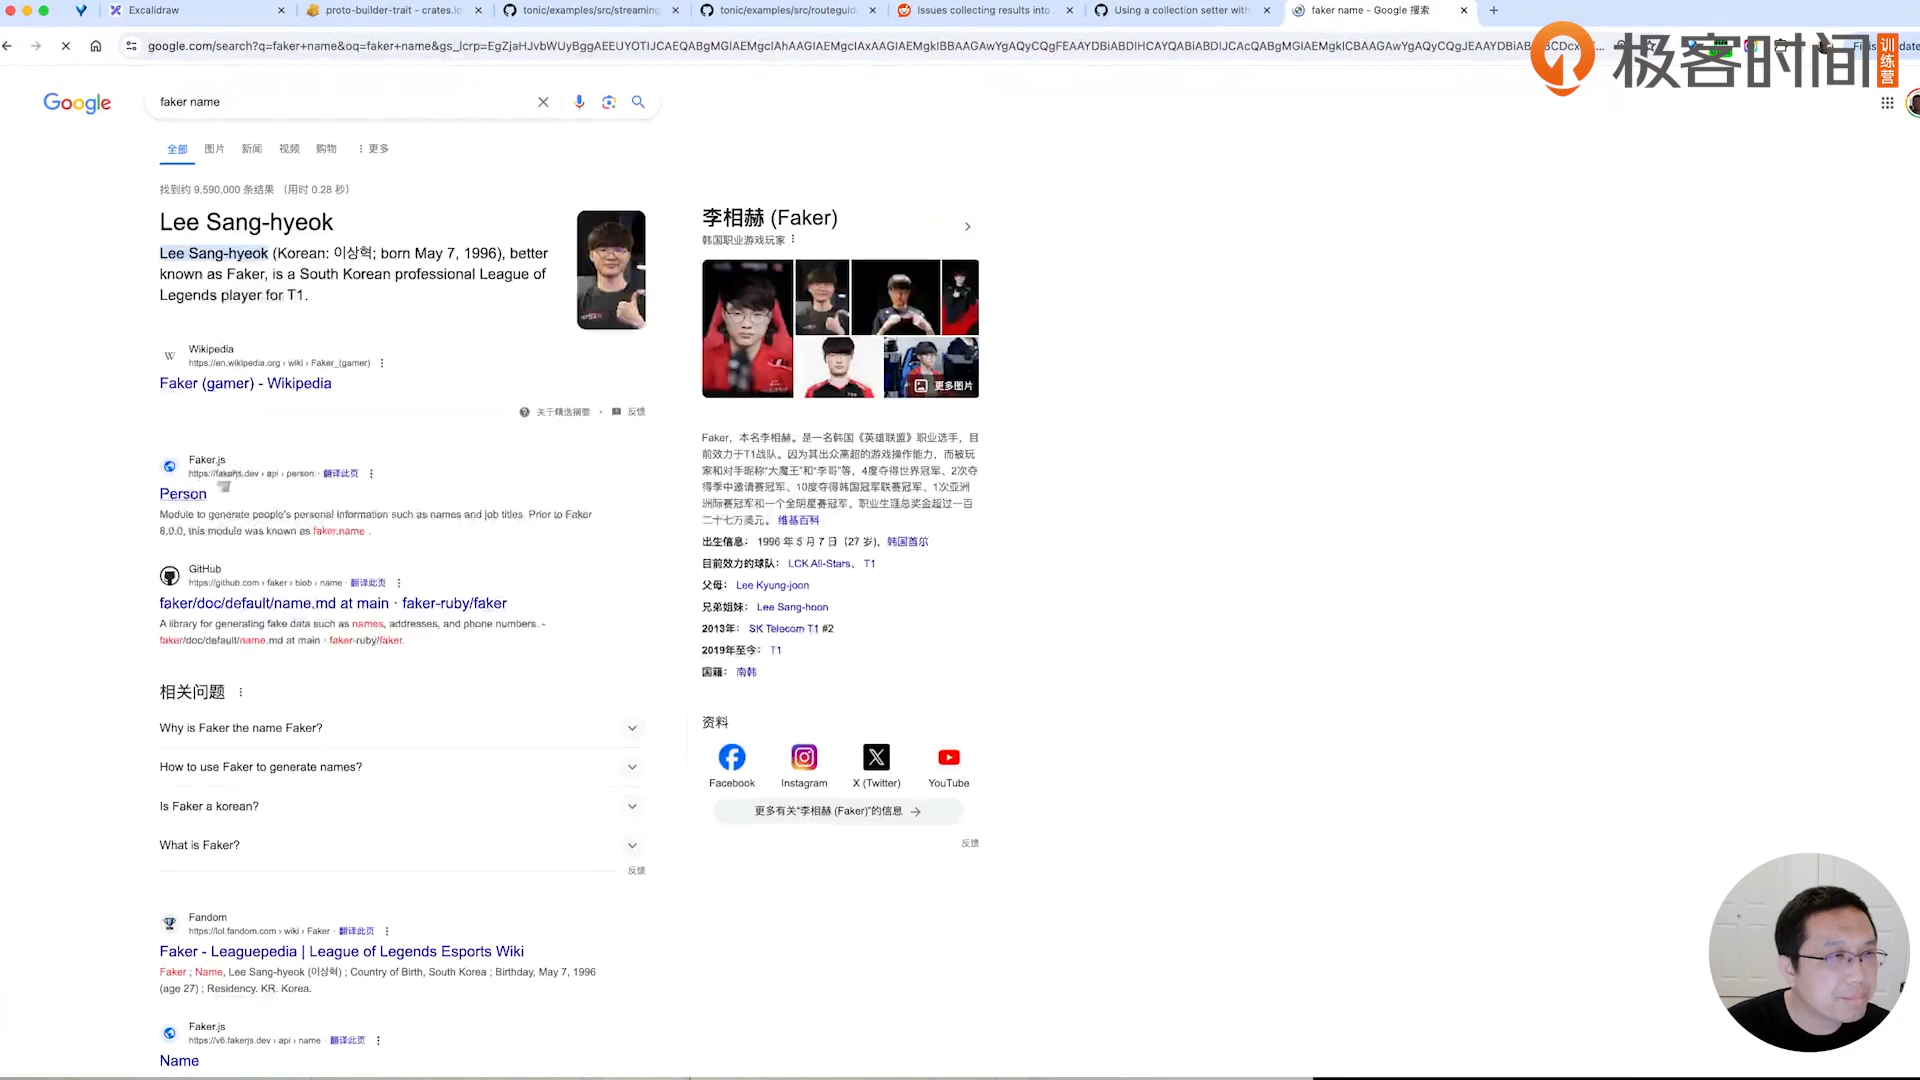 Excalidraw
proto-builder-trait - crates.io
tonic/examples/src/streaming
tonic/examples/src/routeguid
Issues collecting results into
Using a collection setter with
faker name - Google 搜索
极客时间
训练营
Google
faker name
全部
图片
新闻
视频
购物
更多
找到约 9,590,000 条结果 （用时 0.28 秒）
Lee Sang-hyeok
Lee Sang-hyeok (Korean: 이상혁; born May 7, 1996), better
known as Faker, is a South Korean professional League of
Legends player for T1.
Wikipedia
https://en.wikipedia.org › wiki › Faker_(gamer)
Faker (gamer) - Wikipedia
关于精选摘要
反馈
Faker.js
https://fakerjs.dev › api › person · 翻译此页
Person
Module to generate people's personal information such as names and job titles. Prior to Faker
8.0.0, this module was known as faker.name .
GitHub
https://github.com › faker › blob › name · 翻译此页
faker/doc/default/name.md at main · faker-ruby/faker
A library for generating fake data such as names, addresses, and phone numbers. -
faker/doc/default/name.md at main · faker-ruby/faker.
相关问题
Why is Faker the name Faker?
How to use Faker to generate names?
Is Faker a korean?
What is Faker?
反馈
Fandom
https://lol.fandom.com › wiki › Faker · 翻译此页
Faker - Leaguepedia | League of Legends Esports Wiki
Faker ; Name, Lee Sang-hyeok (이상혁) ; Country of Birth, South Korea ; Birthday, May 7, 1996
(age 27) ; Residency. KR. Korea.
Faker.js
https://v6.fakerjs.dev › api › name · 翻译此页
Name
李相赫 (Faker)
韩国职业游戏玩家
更多图片
Faker，本名李相赫。是一名韩国《英雄联盟》职业选手，目
前效力于T1战队。因为其出众高超的游戏操作能力，而被玩
家和对手昵称“大魔王”和“李哥”等，4度夺得世界冠军、2次夺
得季中邀请赛冠军、10度夺得韩国冠军联赛冠军、1次亚洲
洲际赛冠军和一个全明星赛冠军。职业生涯总奖金超过一百
二十七万美元。 维基百科
出生信息： 1996 年 5 月 7 日（27 岁），韩国首尔
目前效力的球队： LCK All-Stars、 T1
父母： Lee Kyung-joon
兄弟姐妹： Lee Sang-hoon
2013年： SK Telecom T1 #2
2019年至今： T1
国籍： 南韩
资料
Facebook
Instagram
X (Twitter)
YouTube
更多有关“李相赫 (Faker)”的信息
反馈